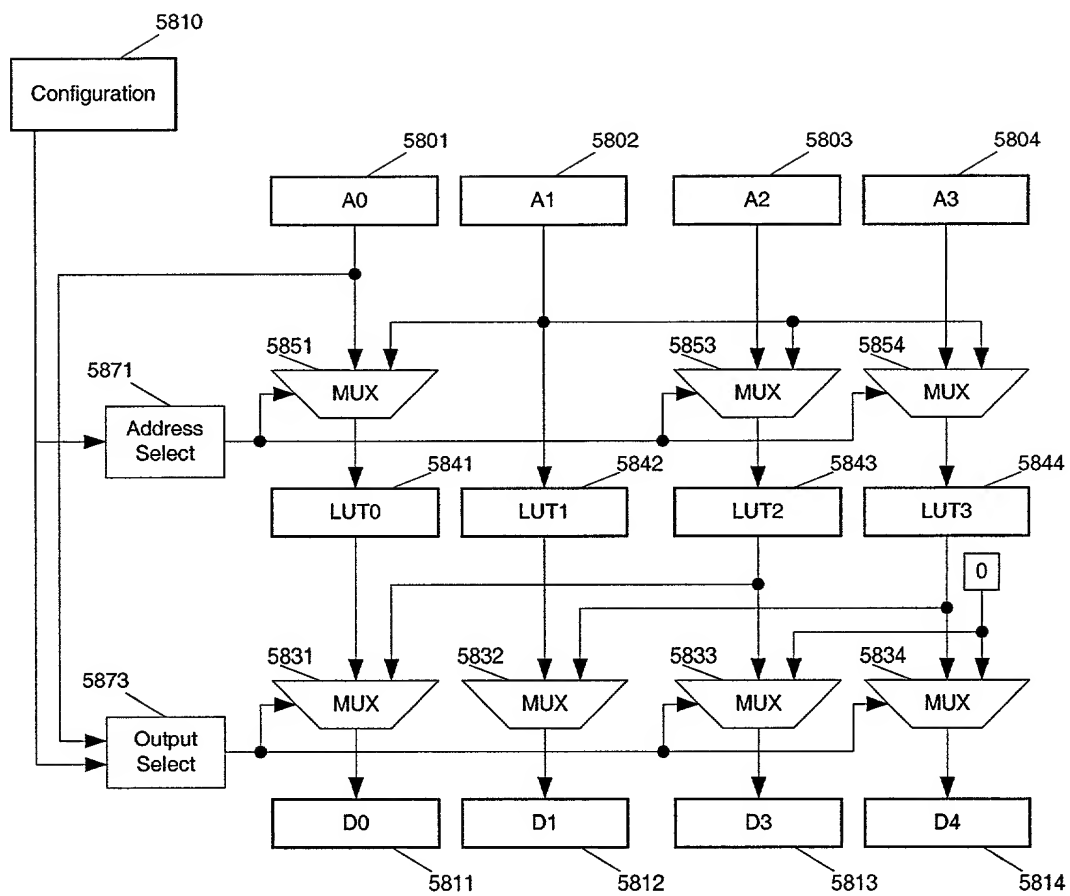 5810
Configuration
5801
5802
5803
5804
A0
A1
A2
A3
5851
5853
5854
5871
MUX
MUX
MUX
Address
Select
5841
5842
5843
5844
LUT0
LUT1
LUT2
LUT3
0
5831
5832
5833
5834
5873
MUX
MUX
MUX
MUX
Output
Select
D0
D1
D3
D4
5811
5812
5813
5814